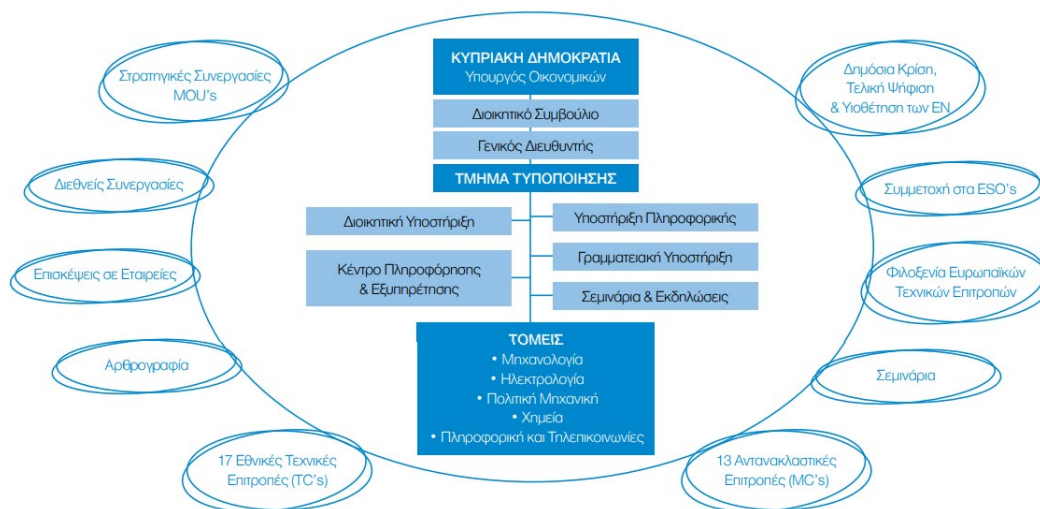 Στρατηγικές Συνεργασίες
MOU's
Διεθνείς Συνεργασίες
Επισκέψεις σε Εταιρείες
Αρθρογραφία
17 Εθνικές Τεχνικές
Επιτροπές (TC's)
ΚΥΠΡΙΑΚΗ ΔΗΜΟΚΡΑΤΙΑ
Υπουργός Οικονομικών
Διοικητικό Συμβούλιο
Γενικός Διευθυντής
ΤΜΗΜΑ ΤΥΠΟΠΟΙΗΣΗΣ
Διοικητική Υποστήριξη
Κέντρο Πληροφόρησης
& Εξυπηρέτησης
Υποστήριξη Πληροφορικής
Γραμματειακή Υποστήριξη
Σεμινάρια & Εκδηλώσεις
ΤΟΜΕΙΣ
• Μηχανολογία
• Ηλεκτρολογία
• Πολιτική Μηχανική
• Χημεία
• Πληροφορική και Τηλεπικοινωνίες
Δημόσια Κρίση,
Τελική Ψήφιση
& Υιοθέτηση των ΕΝ
Συμμετοχή στα ESO's
Φιλοξενία Ευρωπαϊκών
Τεχνικών Επιτροπών
Σεμινάρια
13 Αντανακλαστικές
Επιτροπές (MC's)